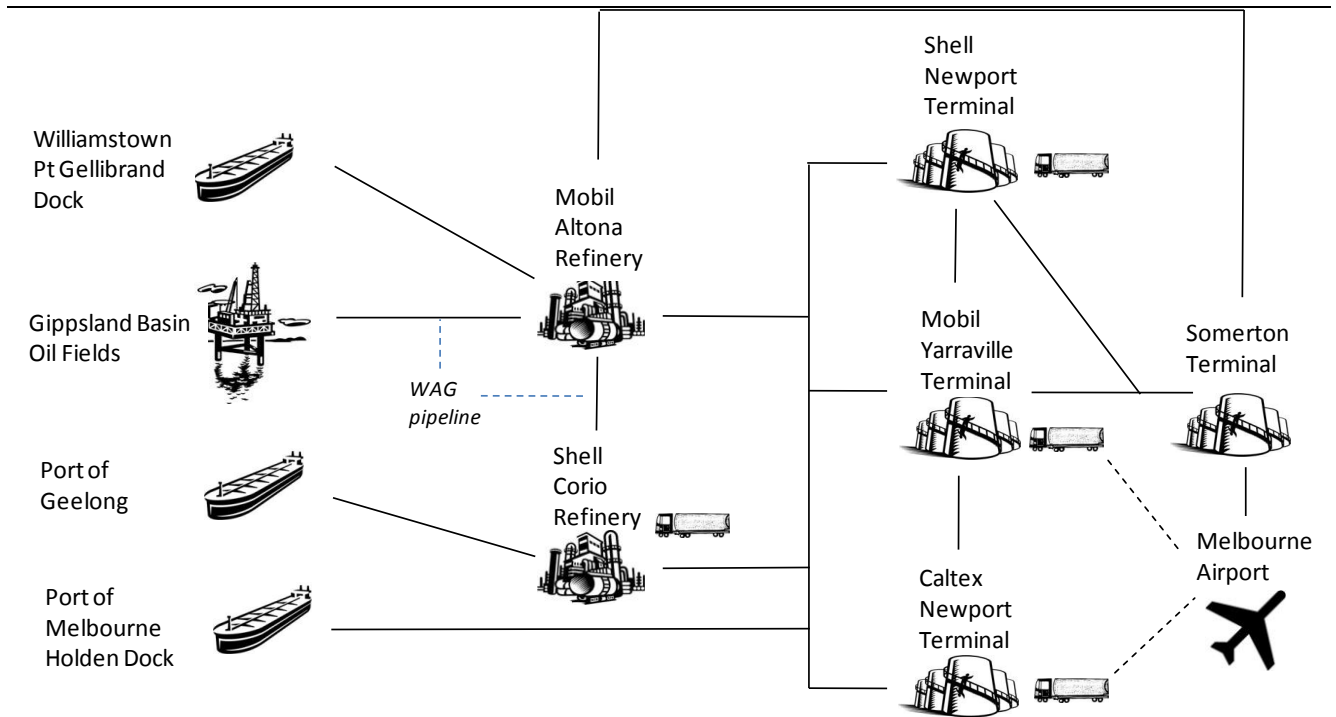 Williamstown
Pt Gellibrand
Dock
Gippsland Basin
Oil Fields
Port of
Geelong
Port of
Melbourne
Holden Dock
WAG
pipeline
Mobil
Altona
Refinery
Shell
Corio
Refinery
Shell
Newport
Terminal
Mobil
Yarraville
Terminal
Caltex
Newport
Terminal
Somerton
Terminal
Melbourne
Airport